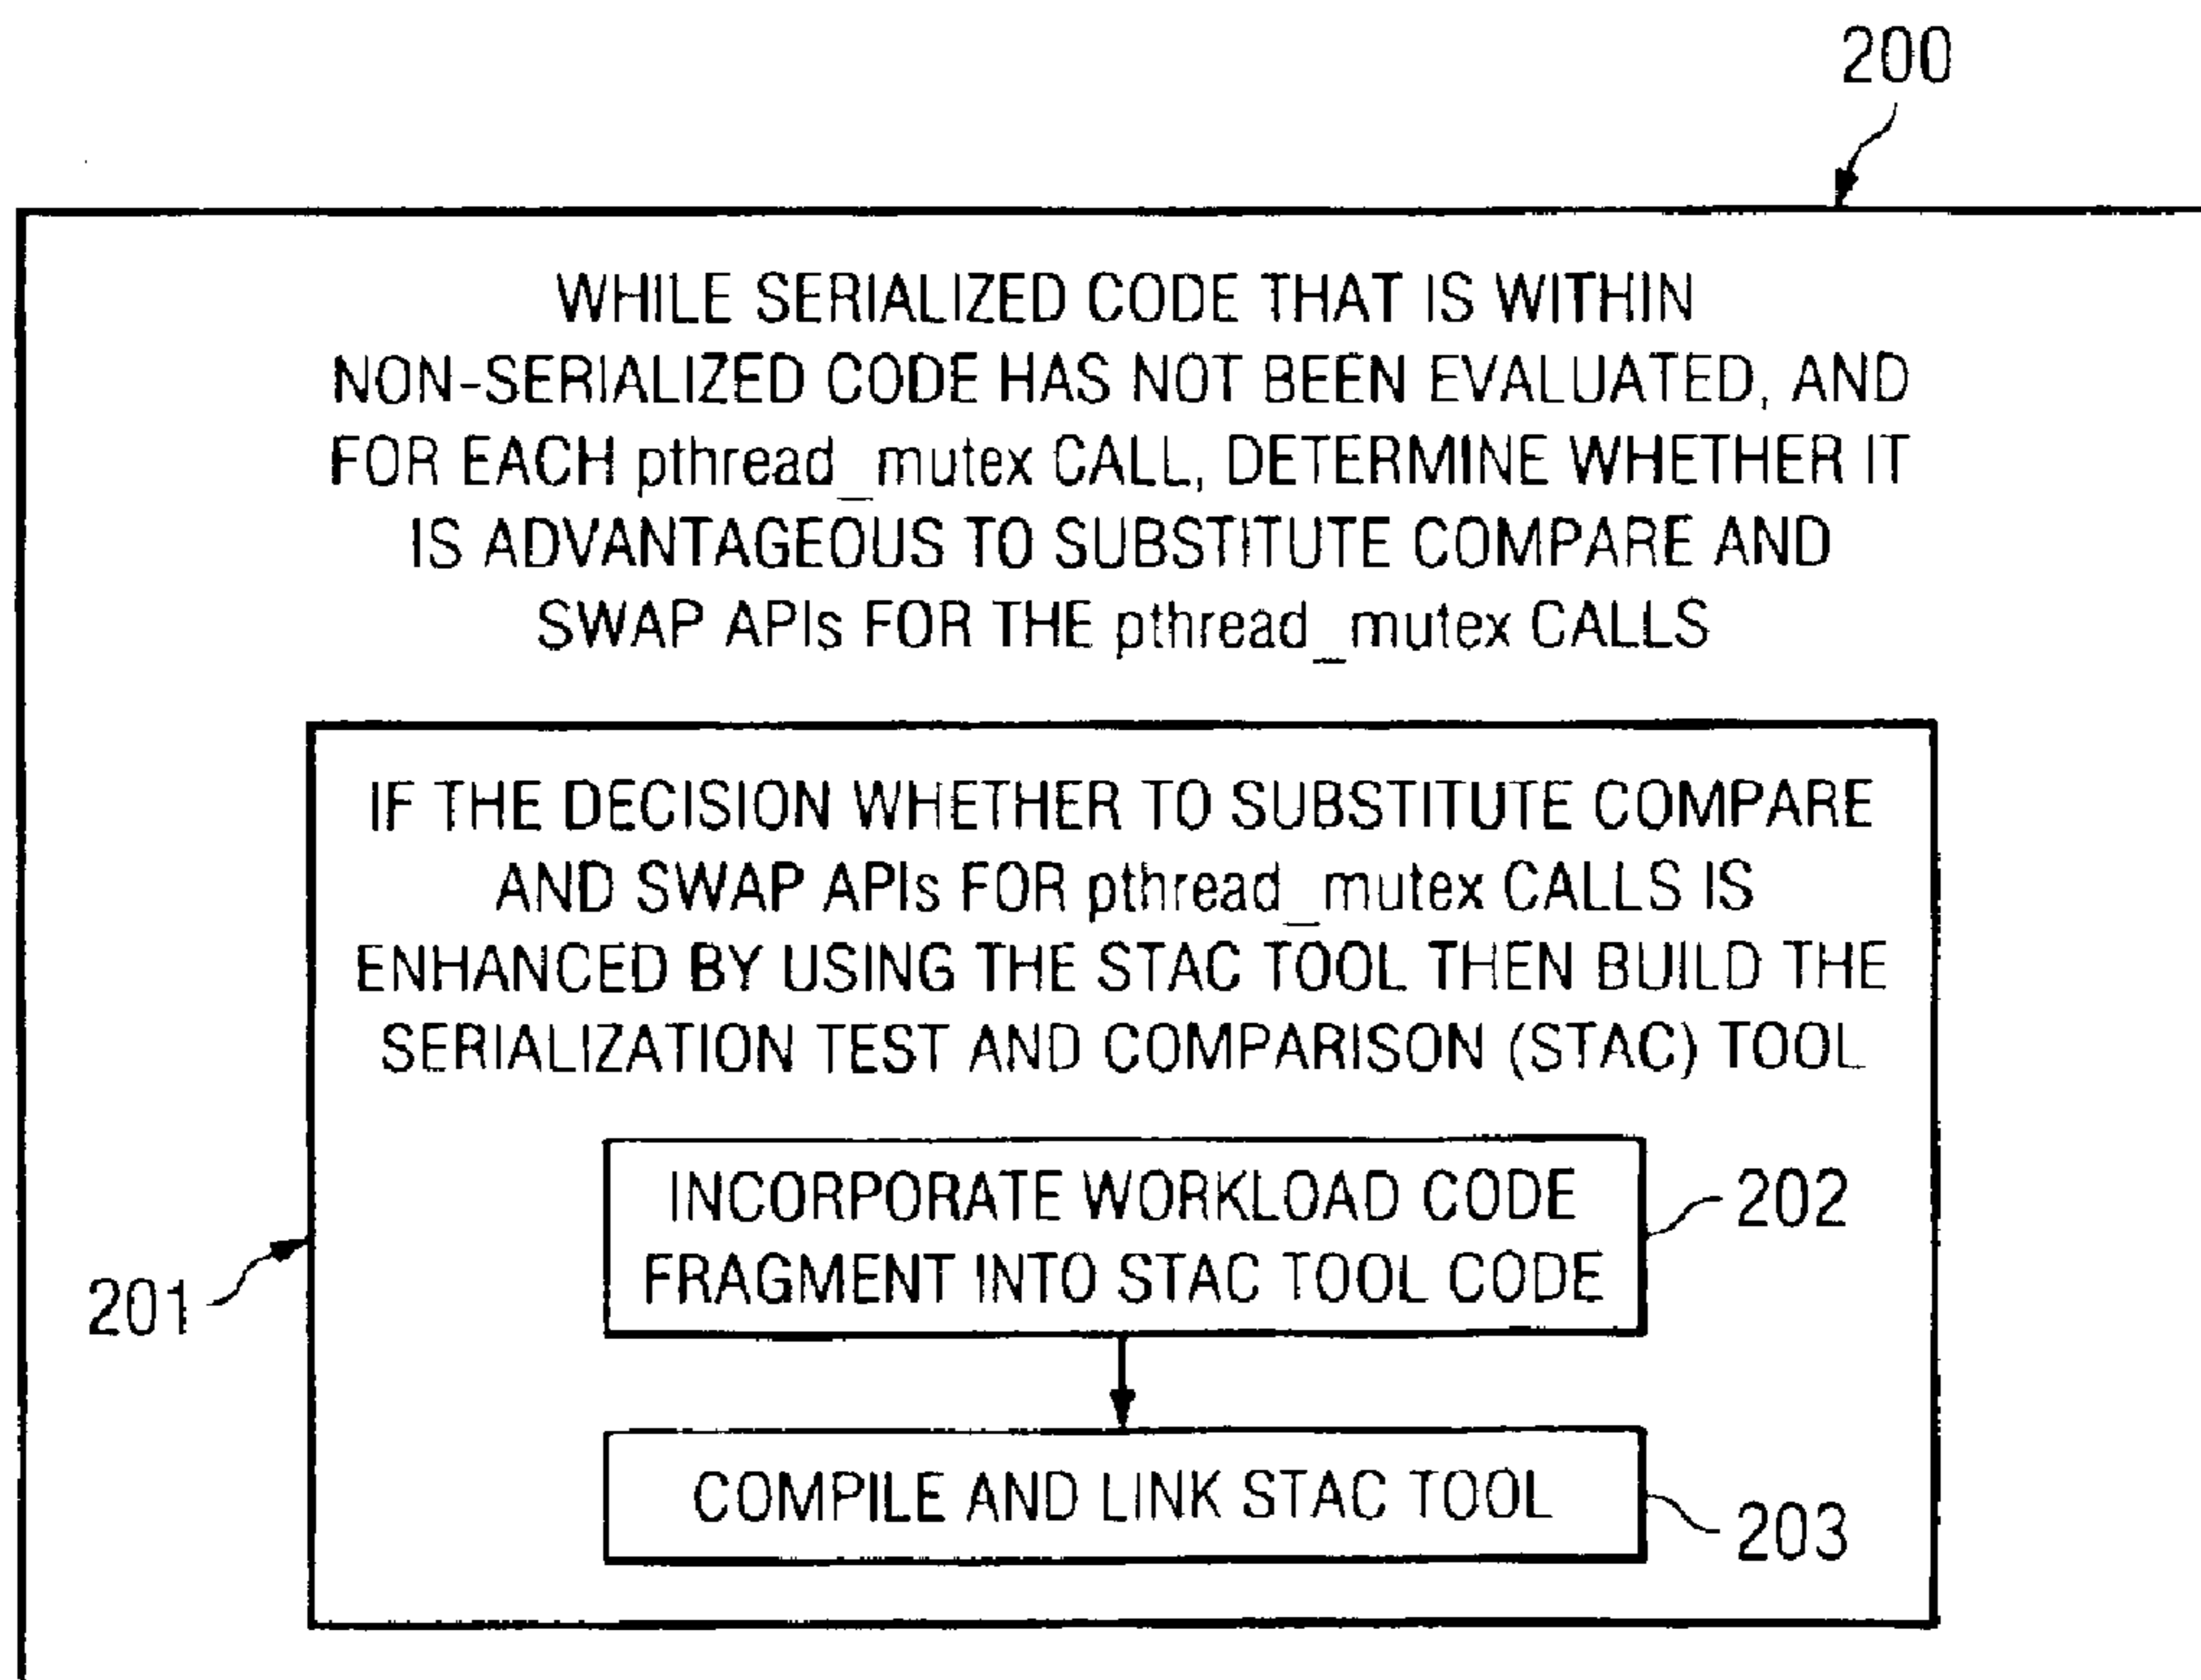 200
WHILE SERIALIZED CODE THAT IS WITHIN
NON-SERIALIZED CODE HAS NOT BEEN EVALUATED, AND
FOR EACH pthread_mutex CALL, DETERMINE WHETHER IT
IS ADVANTAGEOUS TO SUBSTITUTE COMPARE AND
SWAP APIs FOR THE pthread_mutex CALLS
IF THE DECISION WHETHER TO SUBSTITUTE COMPARE
AND SWAP APIs FOR pthread_mutex CALLS IS
ENHANCED BY USING THE STAC TOOL THEN BUILD THE
SERIALIZATION TEST AND COMPARISON (STAC) TOOL
INCORPORATE WORKLOAD CODE
FRAGMENT INTO STAC TOOL CODE
202
201
COMPILE AND LINK STAC TOOL
203